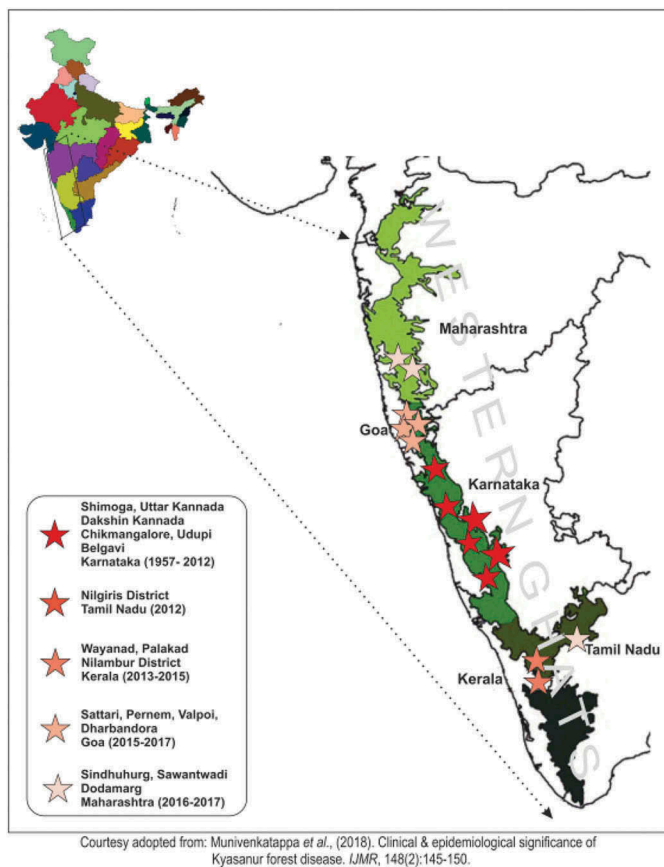 WESTERN GHATS
Maharashtra
Goa
Karnataka
Tamil Nadu
Kerala
Shimoga, Uttar Kannada
Dakshin Kannada
Chikmangalore, Udupi
Belgavi
Karnataka (1957- 2012)
Nilgiris District
Tamil Nadu (2012)
Wayanad, Palakad
Nilambur District
Kerala (2013-2015)
Sattari, Pernem, Valpoi,
Dharbandora
Goa (2015-2017)
Sindhuhurg, Sawantwadi
Dodamarg
Maharashtra (2016-2017)
Courtesy adopted from: Munivenkatappa et al., (2018). Clinical & epidemiological significance of
Kyasanur forest disease. IJMR, 148(2):145-150.